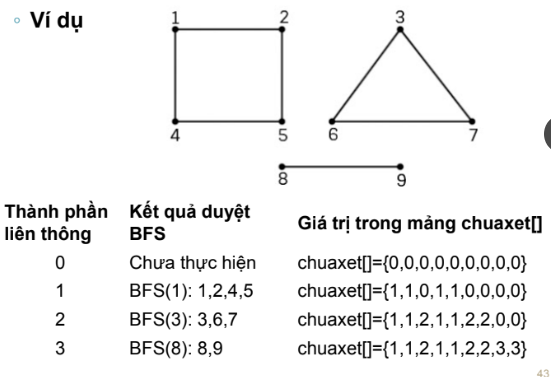 ◦ Ví dụ
1 2 3
4 5 6 7
8 9
Thành phần liên thông Kết quả duyệt BFS Giá trị trong mảng chuaxet[]
0 Chưa thực hiện chuaxet[]={0,0,0,0,0,0,0,0,0}
1 BFS(1): 1,2,4,5 chuaxet[]={1,1,0,1,1,0,0,0,0}
2 BFS(3): 3,6,7 chuaxet[]={1,1,2,1,1,2,2,0,0}
3 BFS(8): 8,9 chuaxet[]={1,1,2,1,1,2,2,3,3}
43